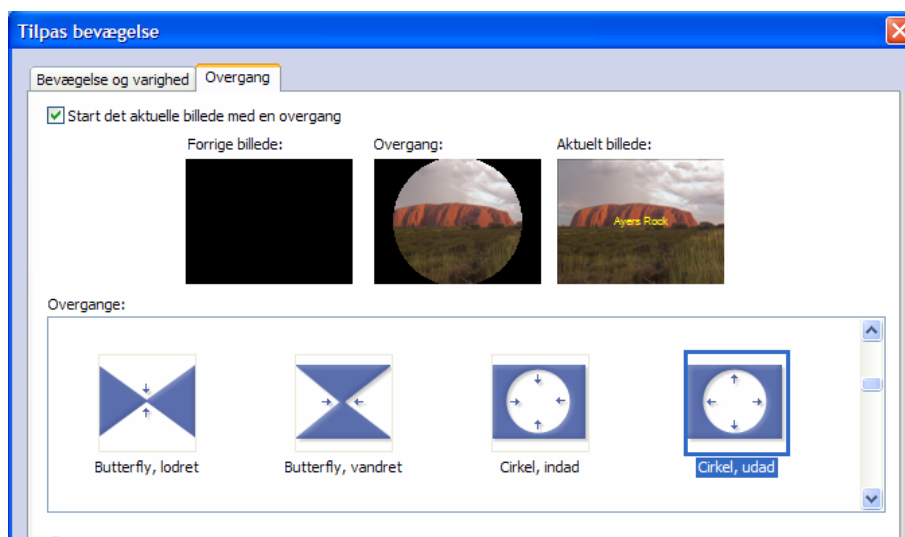 Tilpas bevægelse
Bevægelse og varighed Overgang
Start det aktuelle billede med en overgang
Forrige billede: Overgang: Aktuelt billede:
Ayers Rock
Overgange:
Butterfly, lodret Butterfly, vandret Cirkel, indad Cirkel, udad